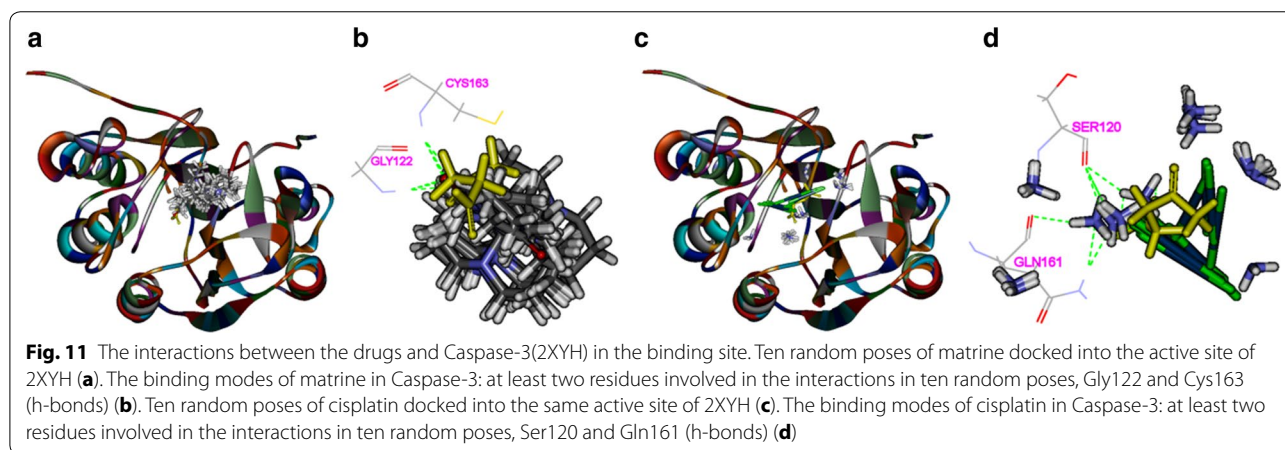 a
b
c
d
CYS163
GLY122
SER120
GLN161
Fig. 11 The interactions between the drugs and Caspase-3(2XYH) in the binding site. Ten random poses of matrine docked into the active site of
2XYH (a). The binding modes of matrine in Caspase-3: at least two residues involved in the interactions in ten random poses, Gly122 and Cys163
(h-bonds) (b). Ten random poses of cisplatin docked into the same active site of 2XYH (c). The binding modes of cisplatin in Caspase-3: at least two
residues involved in the interactions in ten random poses, Ser120 and Gln161 (h-bonds) (d)